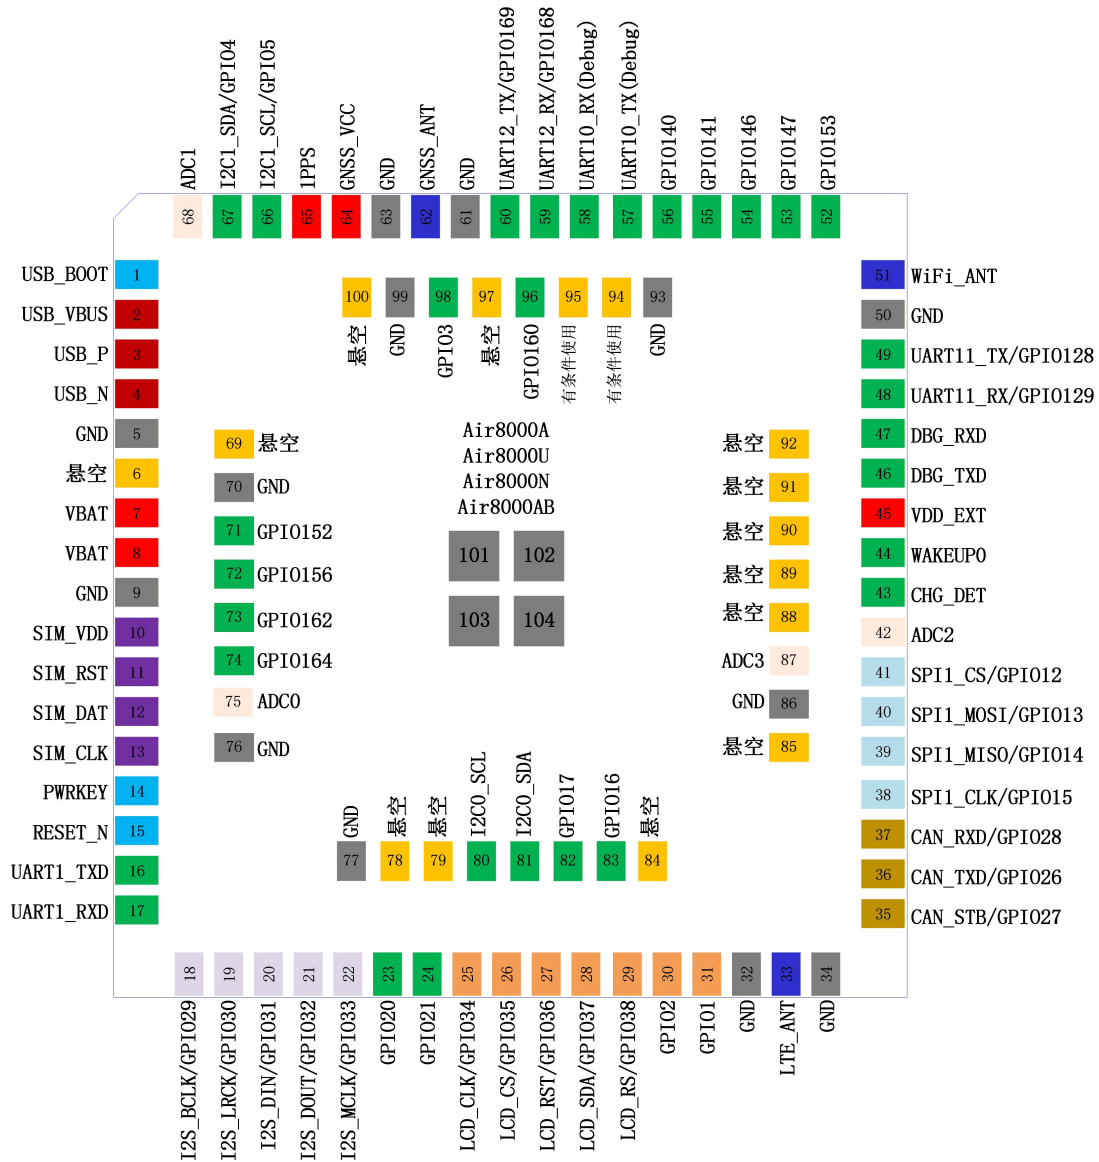 ADC1
68
I2C1_SDA/GPIO4
67
I2C1_SCL/GPIO5
66
1PPS
65
GNSS_VCC
64
GND
63
GNSS_ANT
62
GND
61
UART12_TX/GPIO169
60
UART12_RX/GPIO168
59
UART10_RX(Debug)
58
UART10_TX(Debug)
57
GPIO140
56
GPIO141
55
GPIO146
54
GPIO147
53
GPIO153
52
USB_BOOT 1
USB_VBUS 2
USB_P 3
USB_N 4
GND 5
悬空 6
VBAT 7
VBAT 8
GND 9
SIM_VDD 10
SIM_RST 11
SIM_DAT 12
SIM_CLK 13
PWRKEY 14
RESET_N 15
UART1_TXD 16
UART1_RXD 17
100
悬空
99
GND
98
GPIO3
97
悬空
96
GPIO160
95
有条件使用
94
有条件使用
93
GND
69 悬空
70 GND
71 GPIO152
72 GPIO156
73 GPIO162
74 GPIO164
75 ADC0
76 GND
Air8000A
Air8000U
Air8000N
Air8000AB
101 102
103 104
悬空 92
悬空 91
悬空 90
悬空 89
悬空 88
ADC3 87
GND 86
悬空 85
GND
77
悬空
78
悬空
79
I2C0_SCL
80
I2C0_SDA
81
GPIO17
82
GPIO16
83
悬空
84
51 WiFi_ANT
50 GND
49 UART11_TX/GPIO128
48 UART11_RX/GPIO129
47 DBG_RXD
46 DBG_TXD
45 VDD_EXT
44 WAKEUP0
43 CHG_DET
42 ADC2
41 SPI1_CS/GPIO12
40 SPI1_MOSI/GPIO13
39 SPI1_MISO/GPIO14
38 SPI1_CLK/GPIO15
37 CAN_RXD/GPIO28
36 CAN_TXD/GPIO26
35 CAN_STB/GPIO27
18
I2S_BCLK/GPIO29
19
I2S_LRCK/GPIO30
20
I2S_DIN/GPIO31
21
I2S_DOUT/GPIO32
22
I2S_MCLK/GPIO33
23
GPIO20
24
GPIO21
25
LCD_CLK/GPIO34
26
LCD_CS/GPIO35
27
LCD_RST/GPIO36
28
LCD_SDA/GPIO37
29
LCD_RS/GPIO38
30
GPIO2
31
GPIO1
32
GND
33
LTE_ANT
34
GND